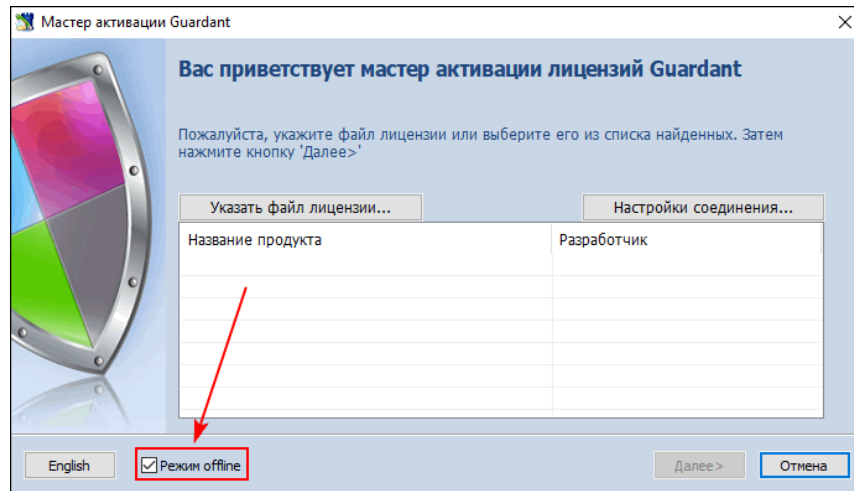 Мастер активации Guardant
Вас приветствует мастер активации лицензий Guardant
Пожалуйста, укажите файл лицензии или выберите его из списка найденных. Затем
нажмите кнопку 'Далее>'
Указать файл лицензии...
Настройки соединения...
Название продукта
Разработчик
English
Режим offline
Далее>
Отмена